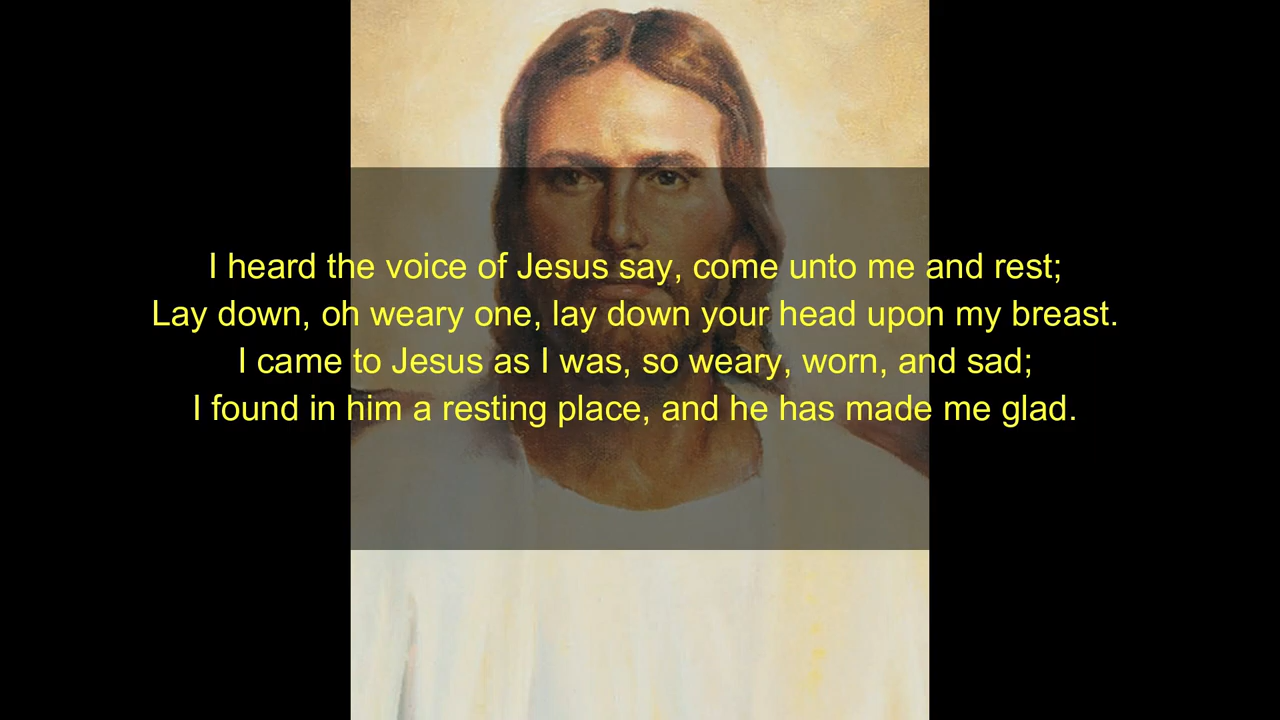 I heard the voice of Jesus say, come unto me and rest;
Lay down, oh weary one, lay down your head upon my breast.
I came to Jesus as I was, so weary, worn, and sad;
I found in him a resting place, and he has made me glad.